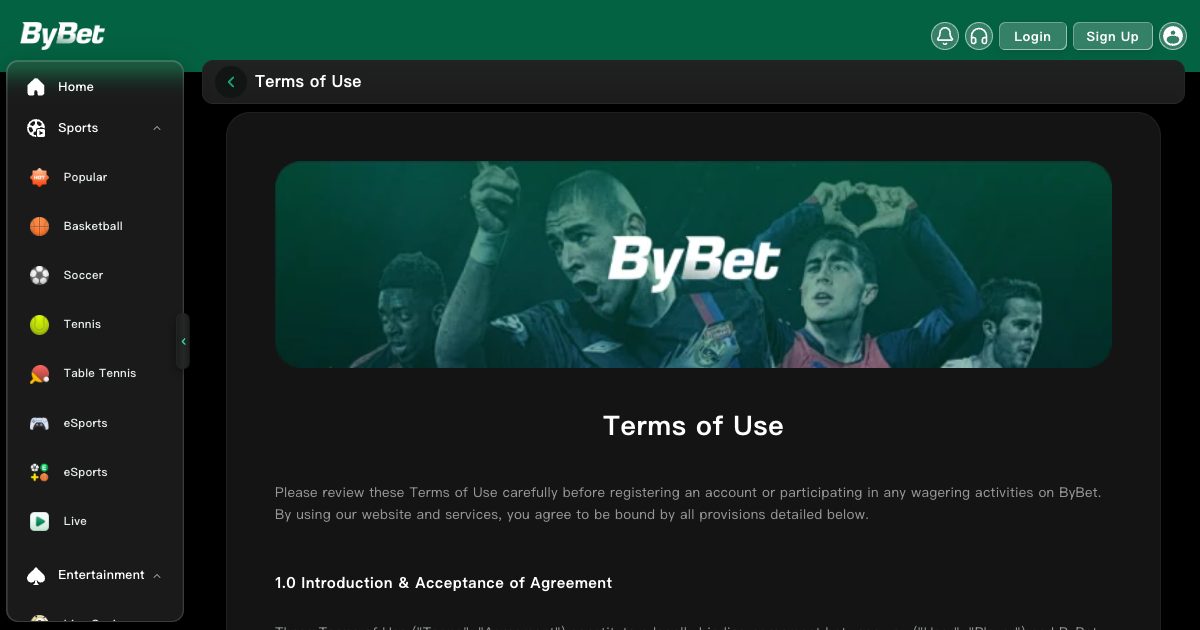 ByBet
Login
Sign Up
Home
Sports
Popular
Basketball
Soccer
Tennis
Table Tennis
eSports
eSports
Live
Entertainment
Terms of Use
ByBet
Terms of Use
Please review these Terms of Use carefully before registering an account or participating in any wagering activities on ByBet.
By using our website and services, you agree to be bound by all provisions detailed below.
1.0 Introduction & Acceptance of Agreement